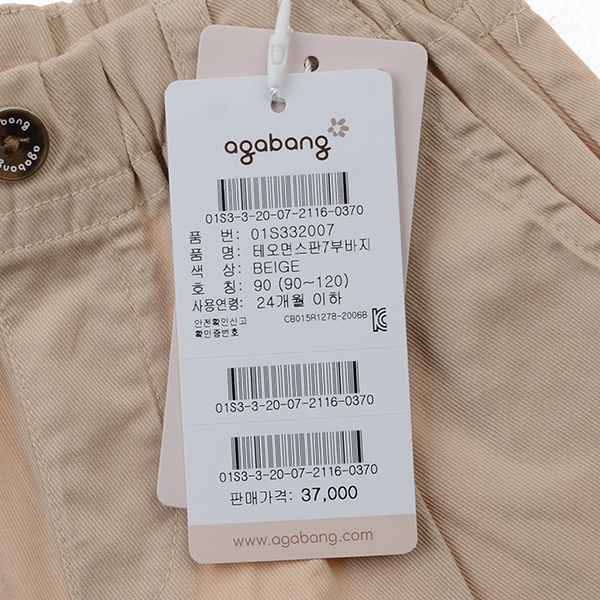 agabang
agabang
agabang
01S3-3-20-07-2116-0370
품 번: 01S332007
품 명: 테오면스판7부바지
색 상: BEIGE
호 칭: 90 (90~120)
사용연령: 24개월 이하
안전확인신고
확인증번호 CB015R1278-2006B
01S3-3-20-07-2116-0370
01S3-3-20-07-2116-0370
판매가격: 37,000
www.agabang.com